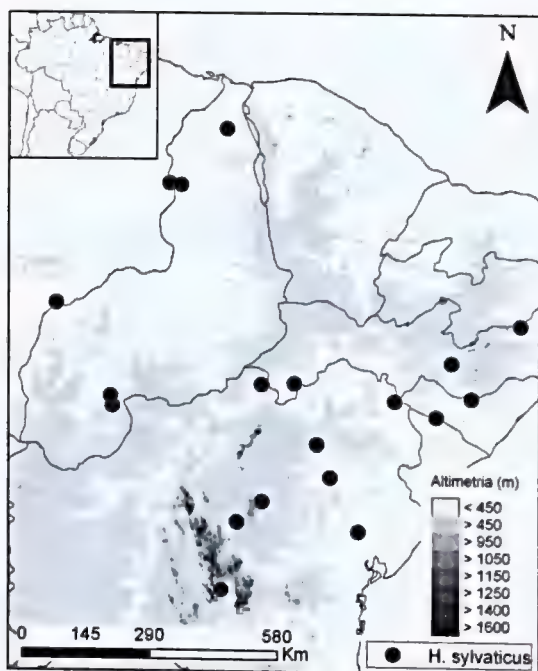 N
Altimetria (m)
< 450
> 450
> 950
> 1050
> 1150
> 1250
> 1400
> 1600
0 145 290 580
Km
H. sylvaticus